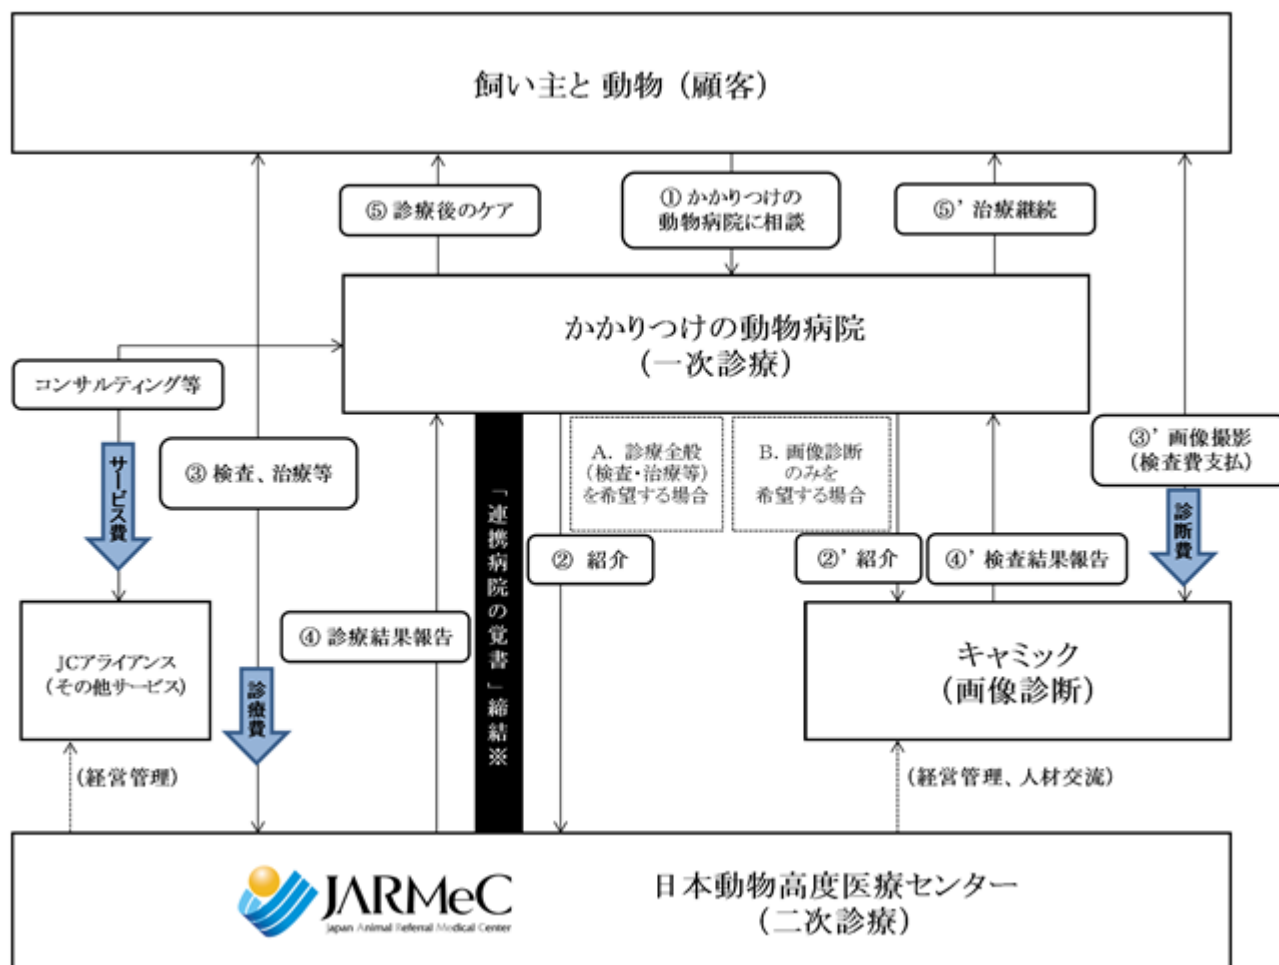 飼い主と 動物（顧客）
⑤ 診療後のケア
① かかりつけの
動物病院に相談
⑤’ 治療継続
かかりつけの動物病院
（一次診療）
コンサルティング等
サービス費
③ 検査、治療等
A. 診療全般
（検査・治療等）
を希望する場合
B. 画像診断
のみを
希望する場合
③’ 画像撮影
（検査費支払）
診断費
「連携病院の覚書」締結※
② 紹介
②’ 紹介
④’ 検査結果報告
④ 診療結果報告
JCアライアンス
（その他サービス）
診療費
キャミック
（画像診断）
（経営管理）
（経営管理、人材交流）
JARMeC
Japan Animal Referral Medical Center
日本動物高度医療センター
（二次診療）